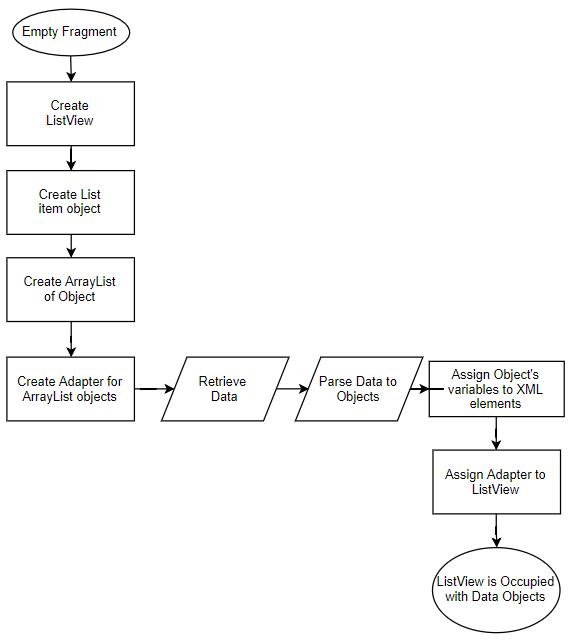 Empty Fragment
Create
ListView
Create List
item object
Create ArrayList
of Object
Create Adapter for
ArrayList objects
Retrieve
Data
Parse Data to
Objects
Assign Object's
variables to XML
elements
Assign Adapter to
ListView
ListView is Occupied
with Data Objects